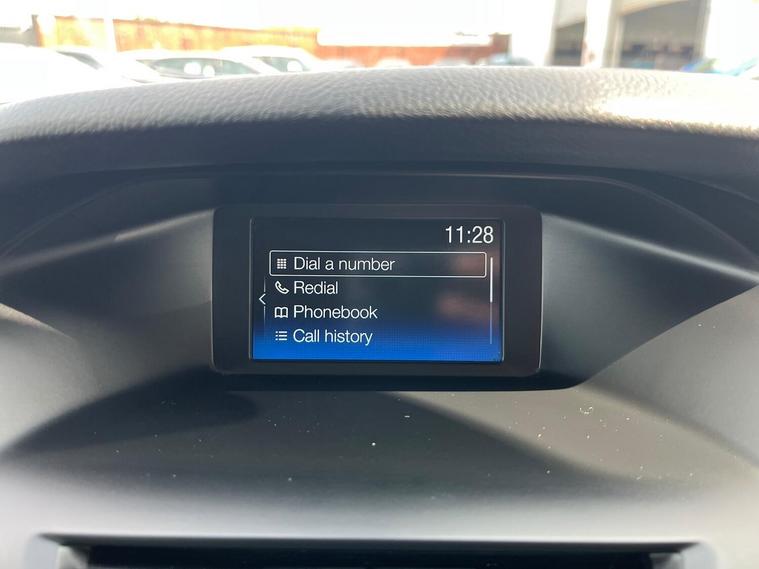 11:28
Dial a number
Redial
Phonebook
Call history